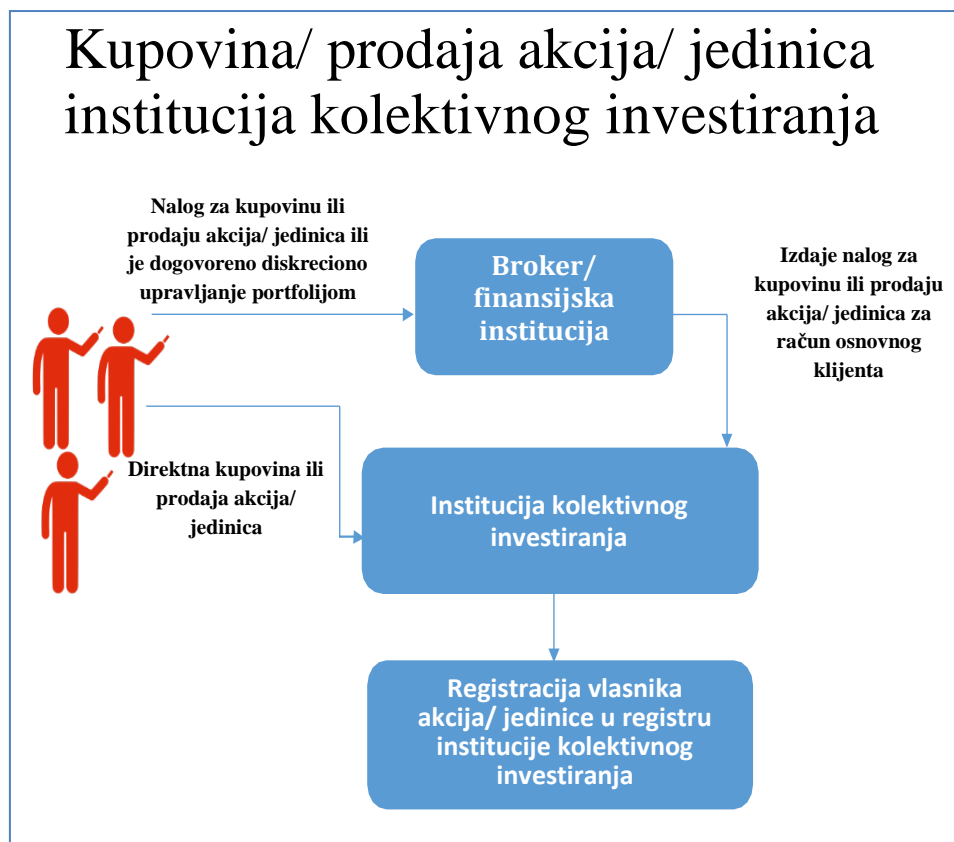 Kupovina/ prodaja akcija/ jedinica
institucija kolektivnog investiranja
Nalog za kupovinu ili
prodaju akcija/ jedinica ili
je dogovoreno diskreciono
upravljanje portfolijom
Broker/
finansijska
institucija
Izdaje nalog za
kupovinu ili prodaju
akcija/ jedinica za
račun osnovnog
klijenta
Direktna kupovina ili
prodaja akcija/
jedinica
Institucija kolektivnog
investiranja
Registracija vlasnika
akcija/ jedinice u registru
institucije kolektivnog
investiranja